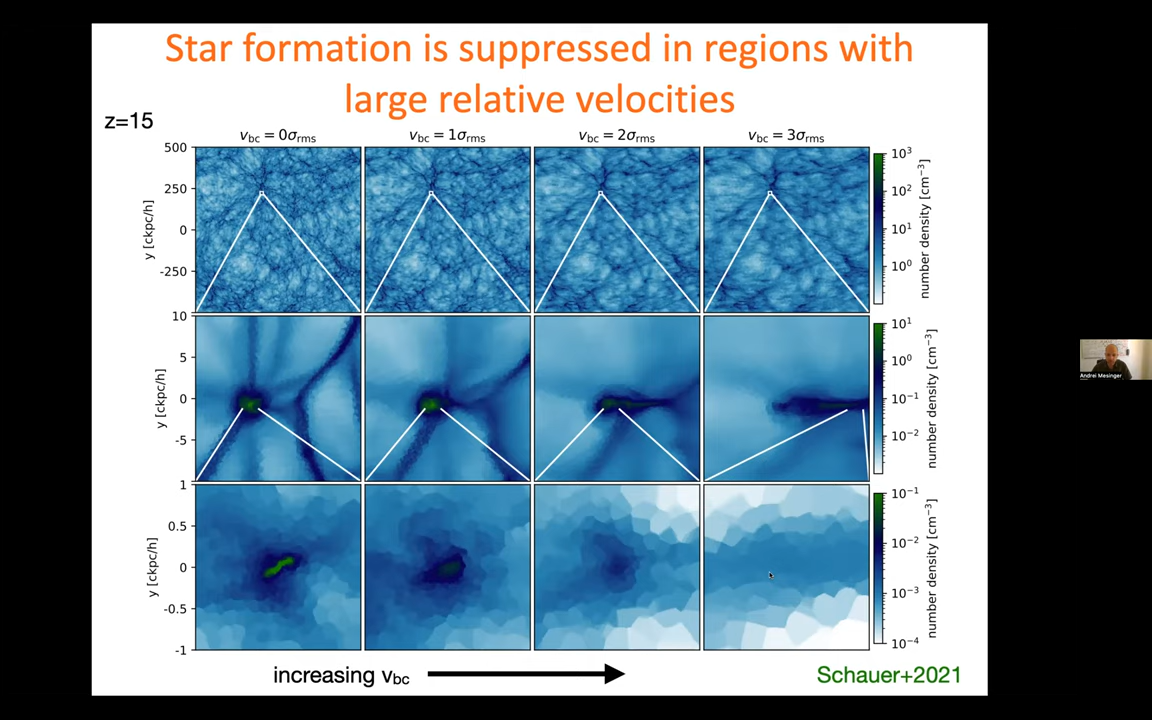 Star formation is suppressed in regions with
large relative velocities
z=15
v_bc = 0σ_rms
v_bc = 1σ_rms
v_bc = 2σ_rms
v_bc = 3σ_rms
500
250
0
-250
y [ckpc/h]
10³
10²
10¹
10⁰
number density [cm⁻³]
10
5
0
-5
y [ckpc/h]
10¹
10⁰
10⁻¹
10⁻²
number density [cm⁻³]
1
0.5
0
-0.5
-1
y [ckpc/h]
10⁻¹
10⁻²
10⁻³
10⁻⁴
number density [cm⁻³]
increasing v_bc
Schauer+2021
Andrei Mesinger